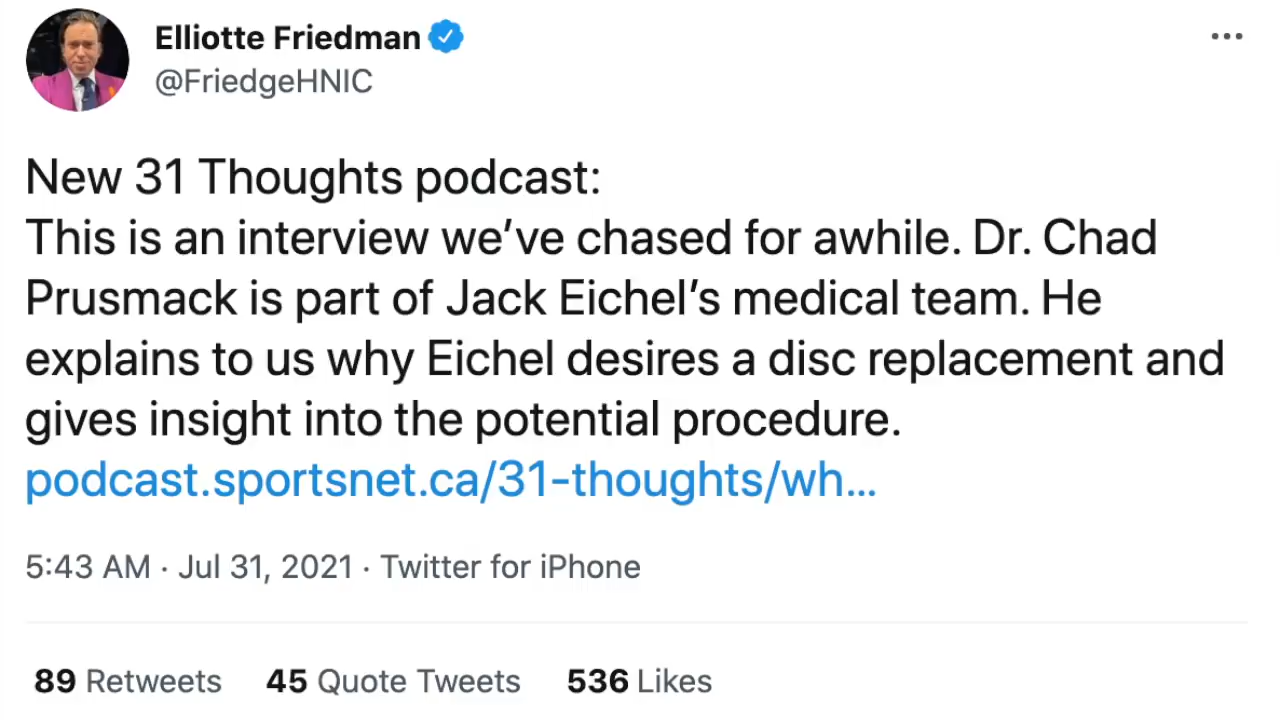 Elliotte Friedman
@FriedgeHNIC
New 31 Thoughts podcast:
This is an interview we’ve chased for awhile. Dr. Chad
Prusmack is part of Jack Eichel’s medical team. He
explains to us why Eichel desires a disc replacement and
gives insight into the potential procedure.
podcast.sportsnet.ca/31-thoughts/wh…
5:43 AM · Jul 31, 2021 · Twitter for iPhone
89 Retweets 45 Quote Tweets 536 Likes